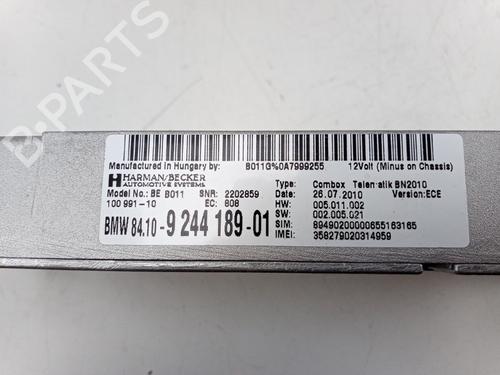 Manufactured In Hungary by: B011G%0A7999255 12Volt (Minus on Chassis)
HARMAN/BECKER
AUTOMOTIVE SYSTEMS
Type: Combox Telematik BN2010
Model No.: BE B011 SNR: 2202859 Date: 26.07.2010 Version:ECE
100 991-10 EC: 808 HW: 005.011.002
SW: 002.005.021
BMW 84.10- 9 244 189-01 SIM: 89490200000655163165
IMEI: 358279020314959
B-PARTS